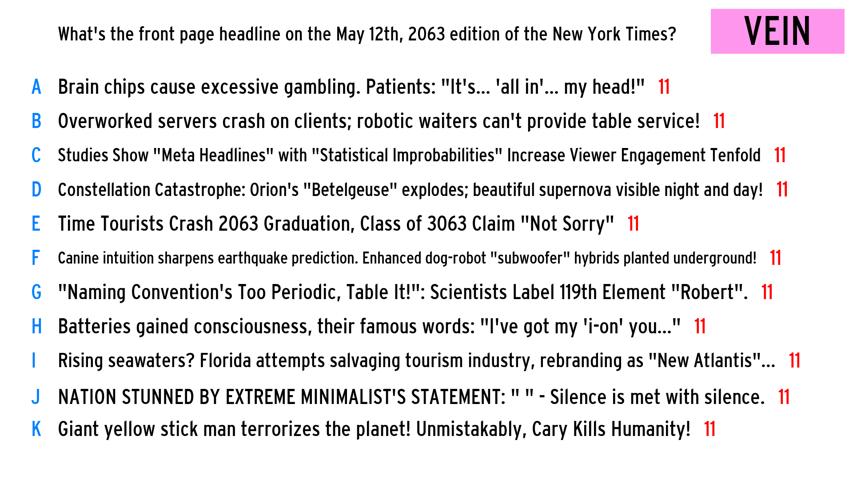 What's the front page headline on the May 12th, 2063 edition of the New York Times?
VEIN
A Brain chips cause excessive gambling. Patients: "It's... 'all in'... my head!" 11
B Overworked servers crash on clients; robotic waiters can't provide table service! 11
C Studies Show "Meta Headlines" with "Statistical Improbabilities" Increase Viewer Engagement Tenfold 11
D Constellation Catastrophe: Orion's "Betelgeuse" explodes; beautiful supernova visible night and day! 11
E Time Tourists Crash 2063 Graduation, Class of 3063 Claim "Not Sorry" 11
F Canine intuition sharpens earthquake prediction. Enhanced dog-robot "subwoofer" hybrids planted underground! 11
G "Naming Convention's Too Periodic, Table It!": Scientists Label 119th Element "Robert". 11
H Batteries gained consciousness, their famous words: "I've got my 'i-on' you..." 11
I Rising seawaters? Florida attempts salvaging tourism industry, rebranding as "New Atlantis"... 11
J NATION STUNNED BY EXTREME MINIMALIST'S STATEMENT: " " - Silence is met with silence. 11
K Giant yellow stick man terrorizes the planet! Unmistakably, Cary Kills Humanity! 11